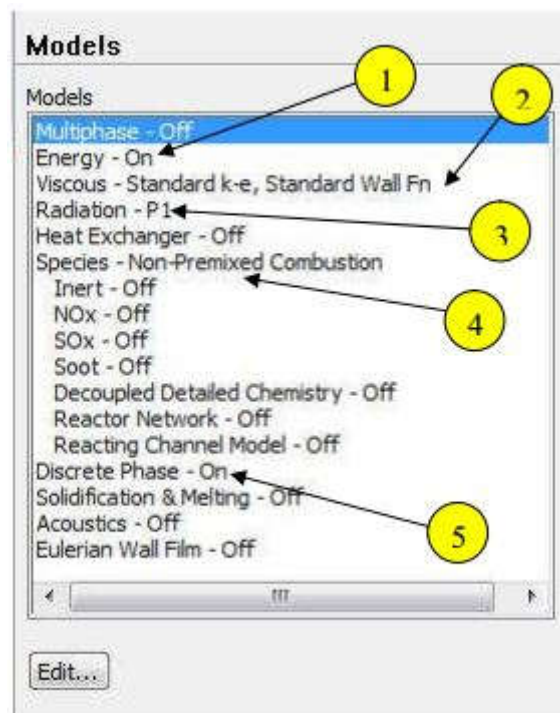 Models
1
2
Models
Multiphase - Off
Energy - On
Viscous - Standard k-e, Standard Wall Fn
Radiation - P1
3
Heat Exchanger - Off
Species - Non-Premixed Combustion
Inert - Off
4
NOx - Off
SOx - Off
Soot - Off
Decoupled Detailed Chemistry - Off
Reactor Network - Off
Reacting Channel Model - Off
Discrete Phase - On
Solidification & Melting - Off
5
Acoustics - Off
Eulerian Wall Film - Off
Edit...